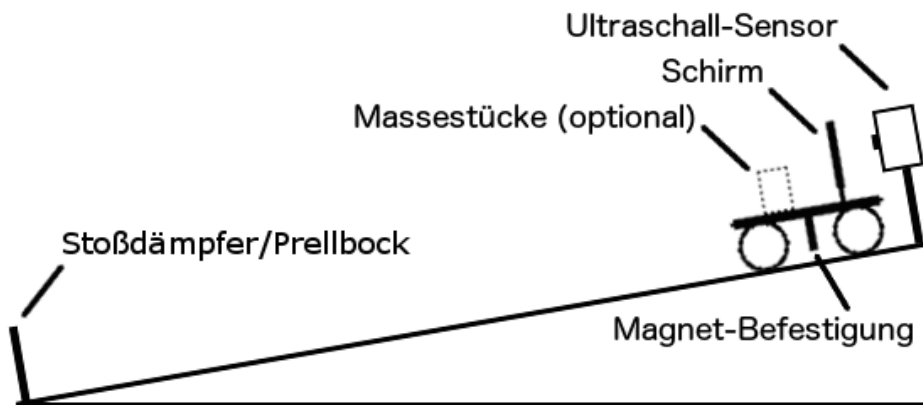 Ultraschall-Sensor
Schirm
Massestücke (optional)
Stoßdämpfer/Prellbock
Magnet-Befestigung